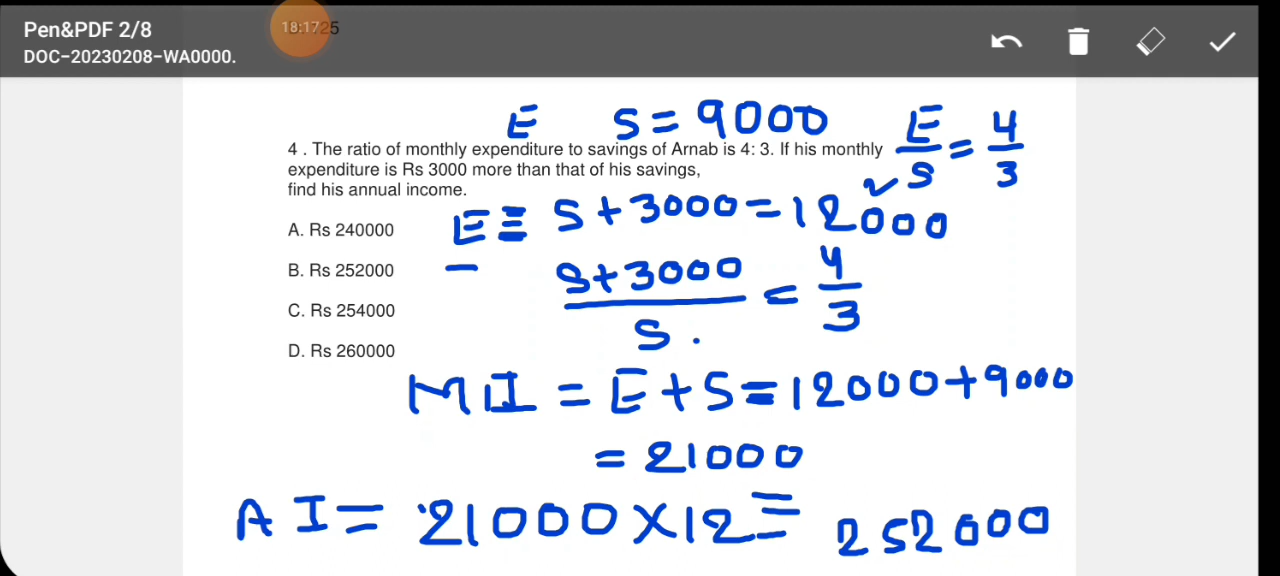 Pen&PDF 2/8
18:17:25
DOC-20230208-WA0000.
E S = 9000
E/S = 4/3
4 . The ratio of monthly expenditure to savings of Arnab is 4: 3. If his monthly
expenditure is Rs 3000 more than that of his savings,
find his annual income.
E = S + 3000 = 12000
A. Rs 240000
S+3000/S = 4/3
B. Rs 252000
C. Rs 254000
D. Rs 260000
MI = E + S = 12000 + 9000
= 21000
AI = 21000 × 12 = 252000